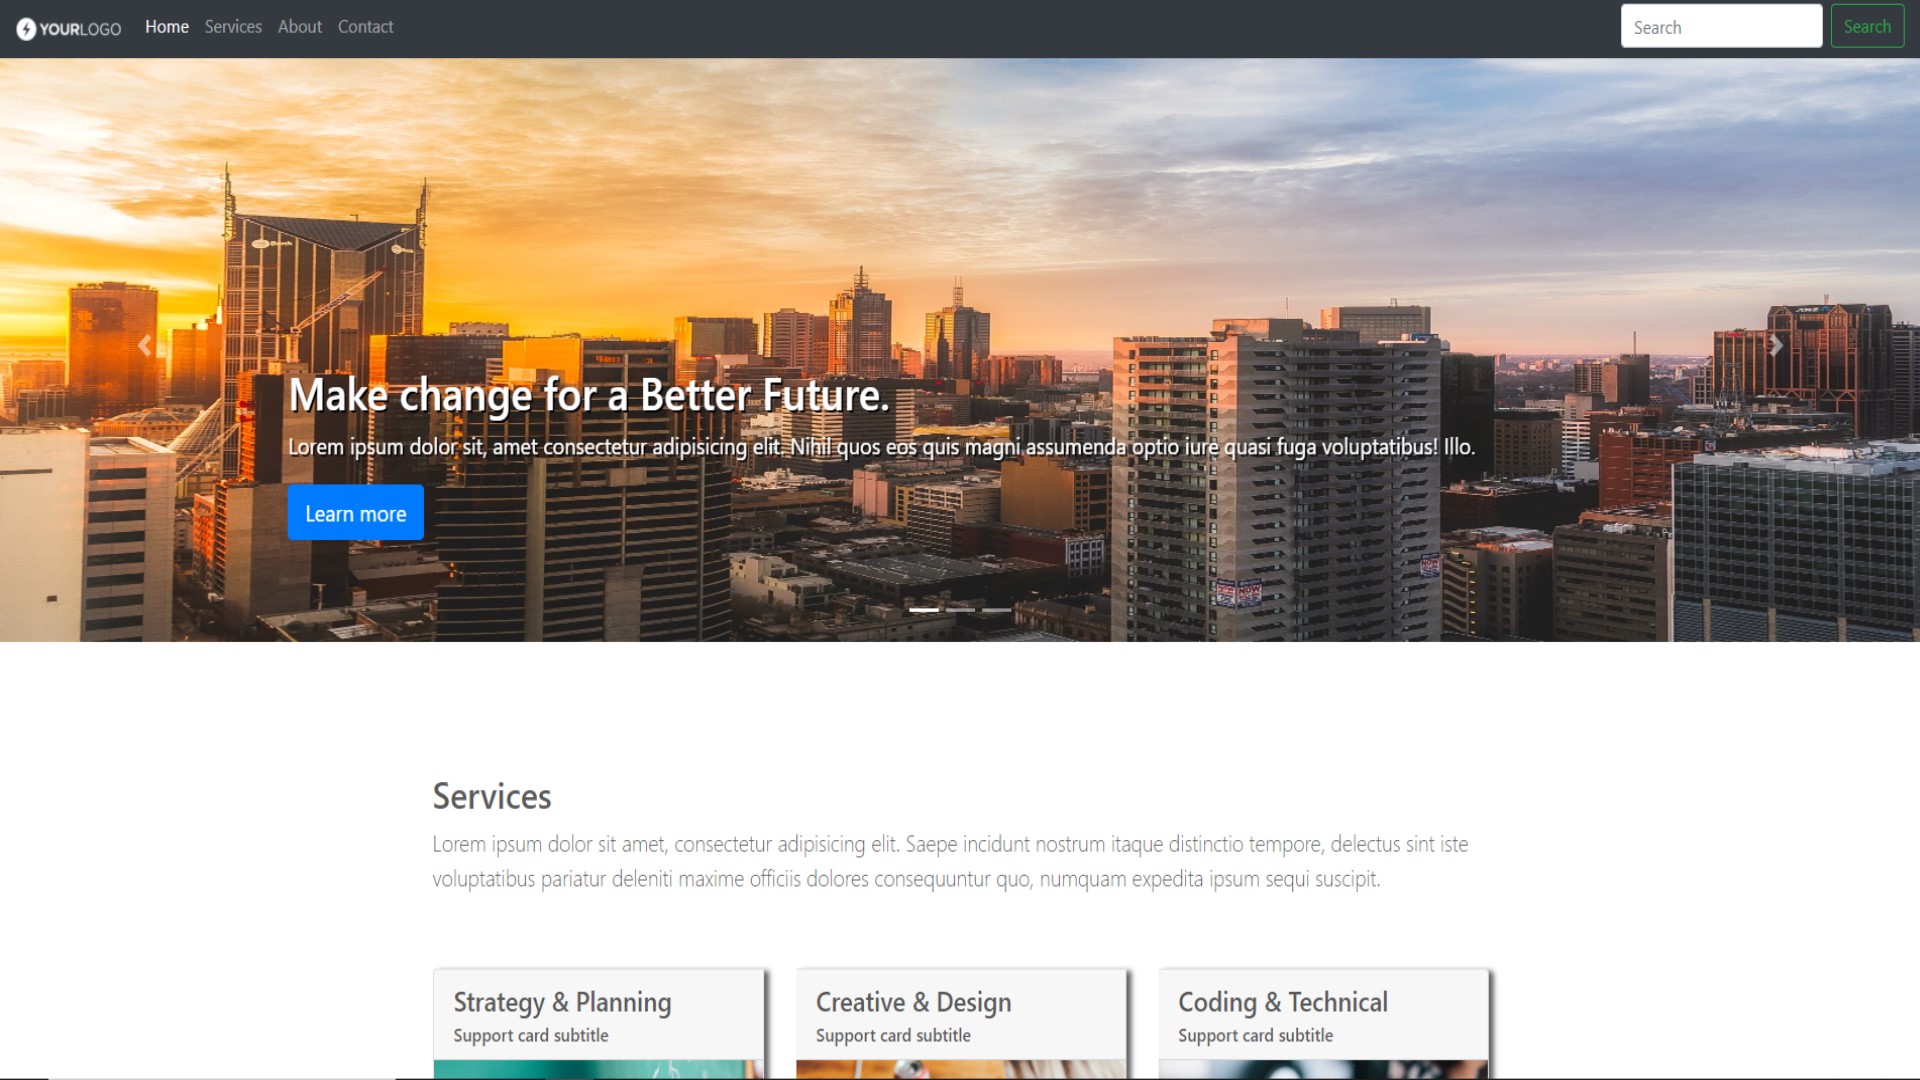 YOURLOGO Home Services About Contact Search Search
Make change for a Better Future.
Lorem ipsum dolor sit, amet consectetur adipisicing elit. Nihil quos eos quis magni assumenda optio iure quasi fuga voluptatibus! Illo.
Learn more
Services
Lorem ipsum dolor sit amet, consectetur adipisicing elit. Saepe incidunt nostrum itaque distinctio tempore, delectus sint iste
voluptatibus pariatur deleniti maxime officiis dolores consequuntur quo, numquam expedita ipsum sequi suscipit.
Strategy & Planning
Support card subtitle
Creative & Design
Support card subtitle
Coding & Technical
Support card subtitle